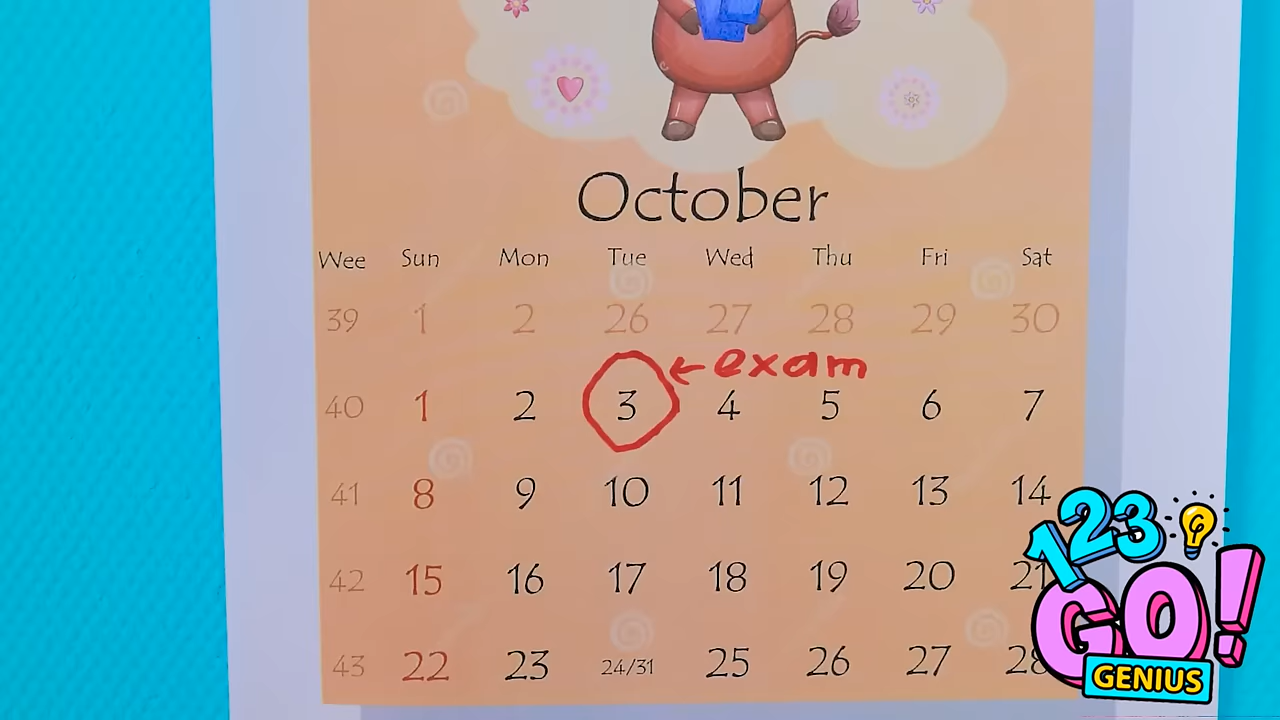 October
Wee Sun Mon Tue Wed Thu Fri Sat
39 1 2 26 27 28 29 30
← exam
40 1 2 3 4 5 6 7
41 8 9 10 11 12 13 14
42 15 16 17 18 19 20 21
43 22 23 24/31 25 26 27 28
123
GO!
GENIUS